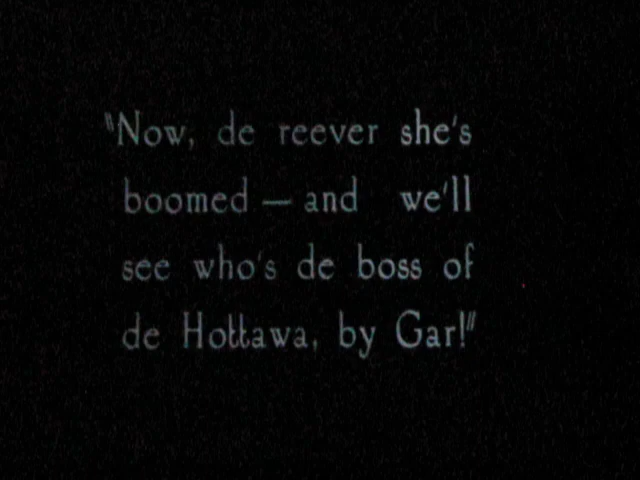 "Now, de reever she's
boomed — and we'll
see who's de boss of
de Hottawa, by Gar!"